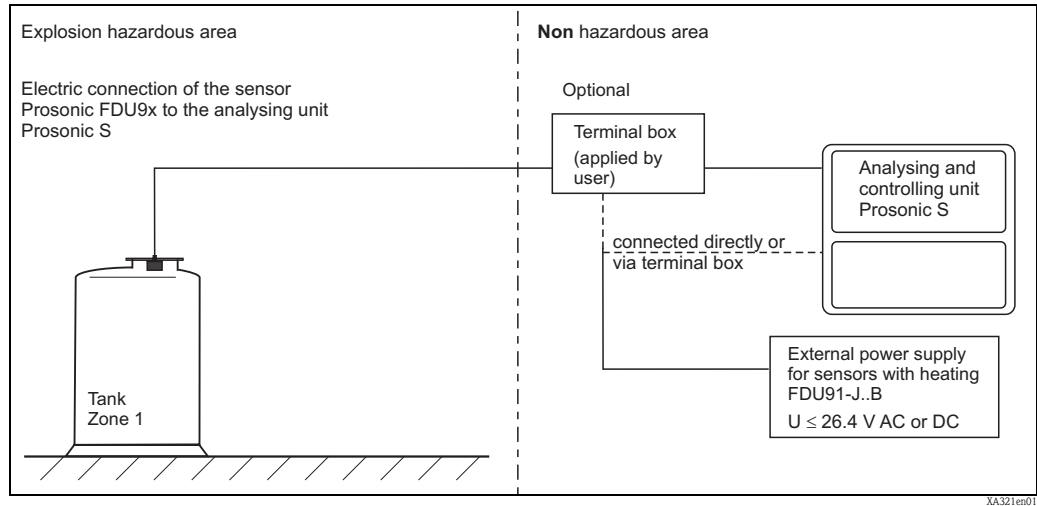 Explosion hazardous area
Non hazardous area
Electric connection of the sensor
Prosonic FDU9x to the analysing unit
Prosonic S
Optional
Terminal box
(applied by
user)
Analysing and
controlling unit
Prosonic S
connected directly or
via terminal box
External power supply
for sensors with heating
FDU91-J..B
U ≤ 26.4 V AC or DC
Tank
Zone 1
XA321en01